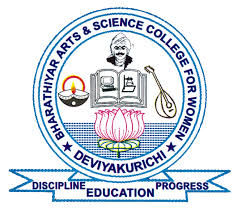 BHARATHIYAR ARTS & SCIENCE COLLEGE FOR WOMEN
DEVIYAKURICHI
DISCIPLINE EDUCATION PROGRESS